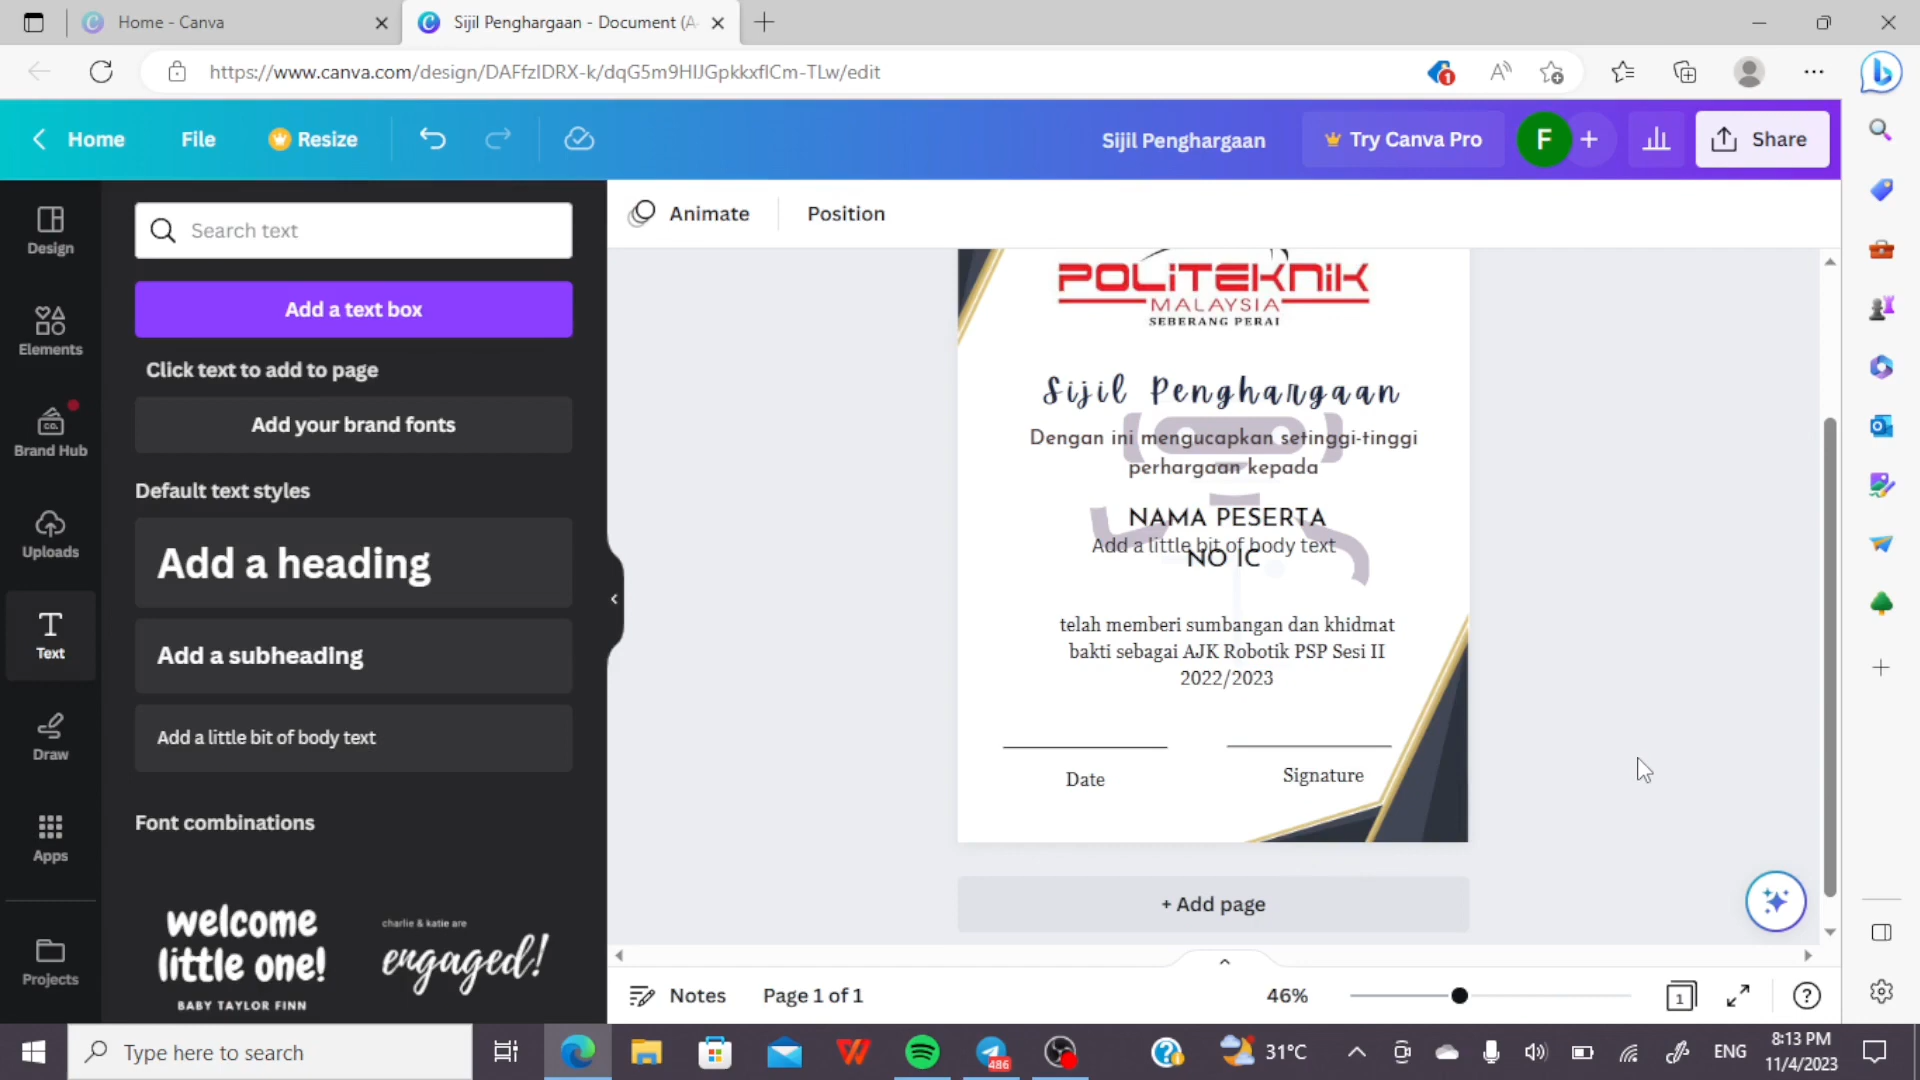 Home - Canva
Sijil Penghargaan - Document (A
https://www.canva.com/design/DAFfzIDRX-k/dqG5m9HIJGpkkxflCm-TLw/edit
1
Home
File
Resize
Sijil Penghargaan
Try Canva Pro
F
Share
Design
Elements
CO.
Brand Hub
Uploads
Text
Draw
Apps
Projects
Search text
Add a text box
Click text to add to page
Add your brand fonts
Default text styles
Add a heading
Add a subheading
Add a little bit of body text
Font combinations
welcome
little one!
BABY TAYLOR FINN
charlie & katie are
engaged!
Animate
Position
POLITEKNIK
MALAYSIA
SEBERANG PERAI
Sijil Penghargaan
Dengan ini mengucapkan setinggi-tinggi
perhargaan kepada
NAMA PESERTA
Add a little bit of body text
NO IC
telah memberi sumbangan dan khidmat
bakti sebagai AJK Robotik PSP Sesi II
2022/2023
Date
Signature
+ Add page
Notes
Page 1 of 1
46%
1
Type here to search
486
31°C
ENG
8:13 PM
11/4/2023